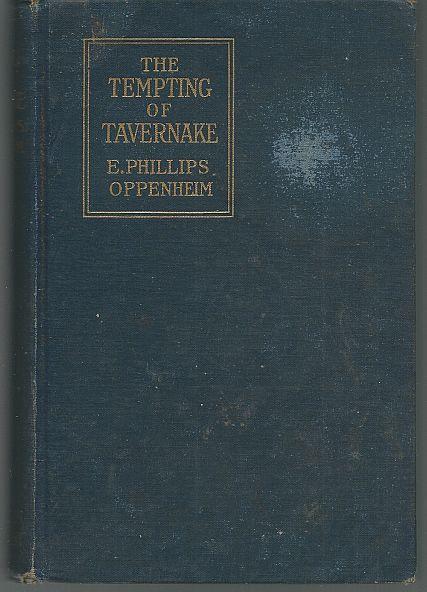 THE
TEMPTING
OF
TAVERNAKE
E. PHILLIPS
OPPENHEIM